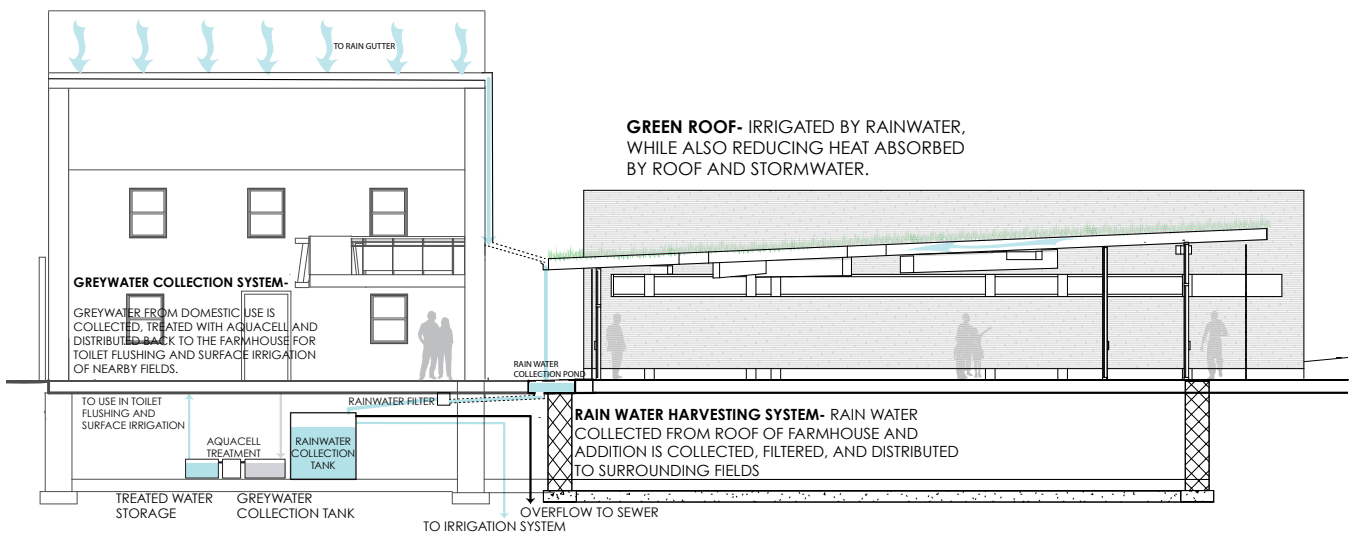 TO RAIN GUTTER
GREEN ROOF- IRRIGATED BY RAINWATER,
WHILE ALSO REDUCING HEAT ABSORBED
BY ROOF AND STORMWATER.
GREYWATER COLLECTION SYSTEM-
GREYWATER FROM DOMESTIC USE IS
COLLECTED, TREATED WITH AQUACELL AND
DISTRIBUTED BACK TO THE FARMHOUSE FOR
TOILET FLUSHING AND SURFACE IRRIGATION
OF NEARBY FIELDS.
RAIN WATER
COLLECTION POND
TO USE IN TOILET
FLUSHING AND
SURFACE IRRIGATION
RAINWATER FILTER
AQUACELL
TREATMENT
RAINWATER
COLLECTION
TANK
RAIN WATER HARVESTING SYSTEM- RAIN WATER
COLLECTED FROM ROOF OF FARMHOUSE AND
ADDITION IS COLLECTED, FILTERED, AND DISTRIBUTED
TO SURROUNDING FIELDS
TREATED WATER
STORAGE
GREYWATER
COLLECTION TANK
OVERFLOW TO SEWER
TO IRRIGATION SYSTEM